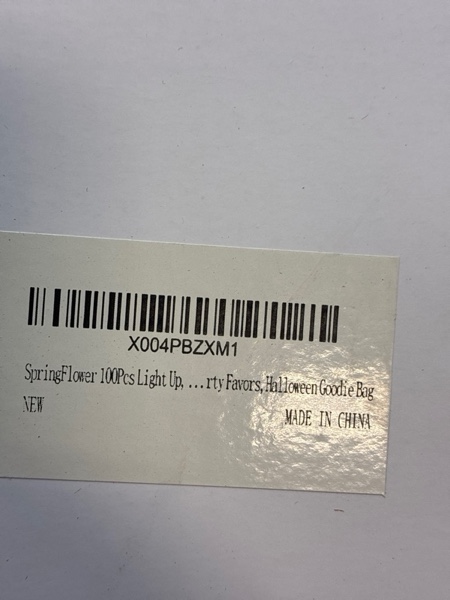 X004PBZXM1
SpringFlower 100Pcs Light Up, ...rty Favors, Halloween Goodie Bag
NEW
MADE IN CHINA